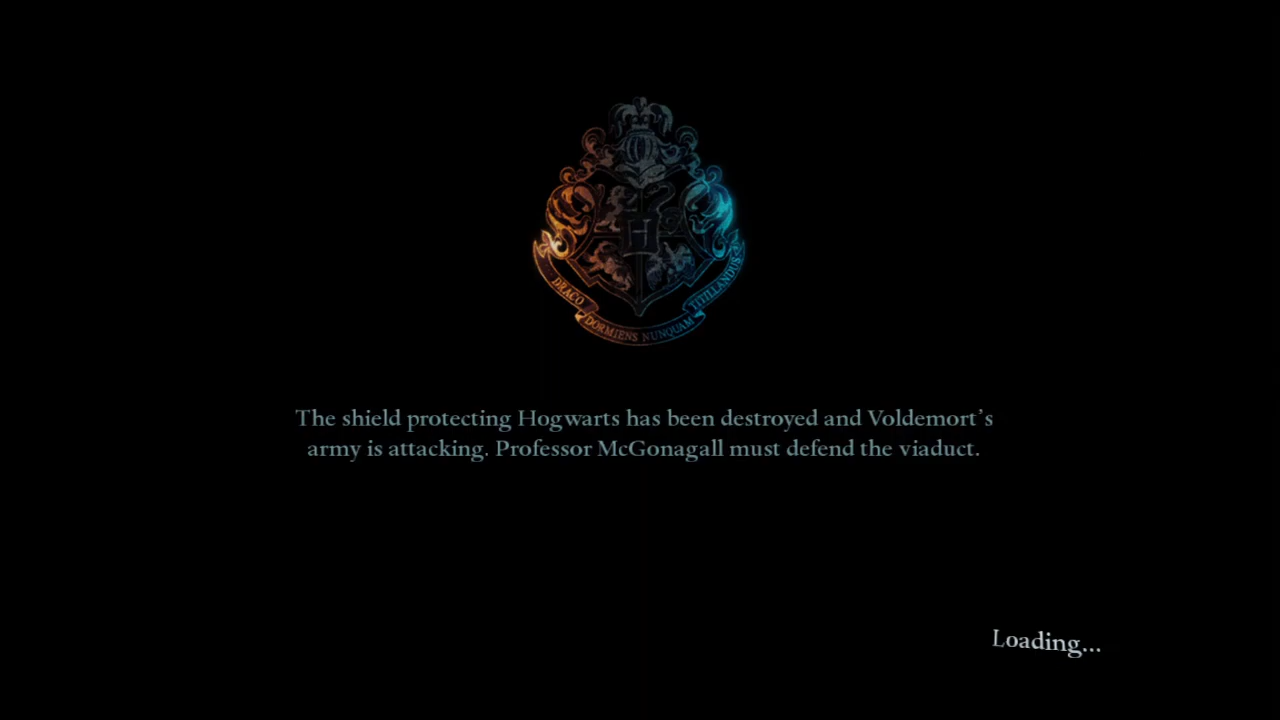 H
DRACO
DORMIENS NUNQUAM
TITILLANDUS
The shield protecting Hogwarts has been destroyed and Voldemort’s
army is attacking. Professor McGonagall must defend the viaduct.
Loading...